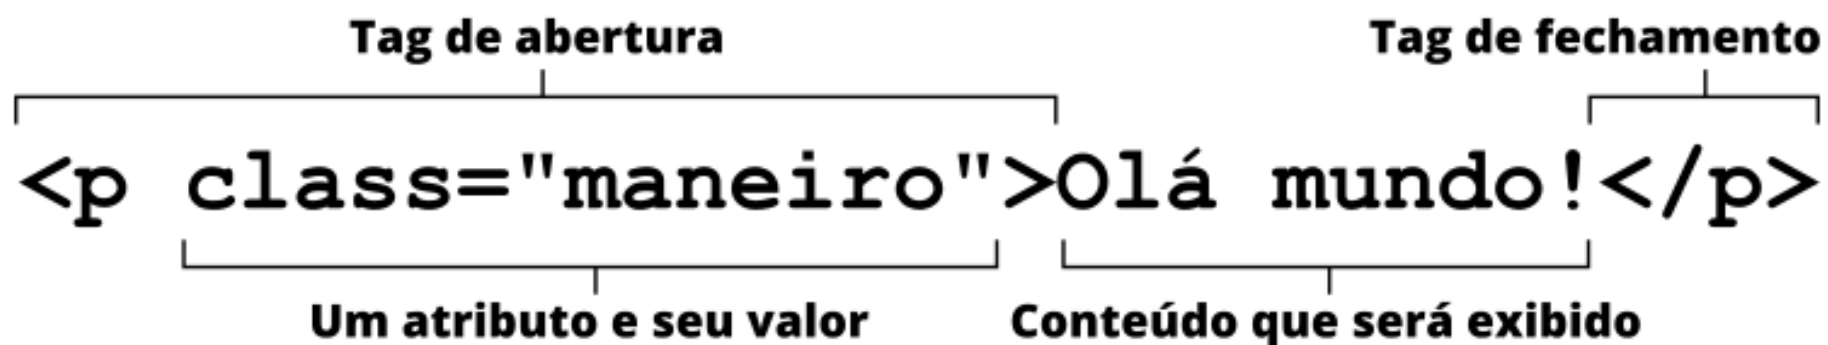 Tag de abertura
Tag de fechamento
<p class="maneiro">Olá mundo!</p>
Um atributo e seu valor
Conteúdo que será exibido